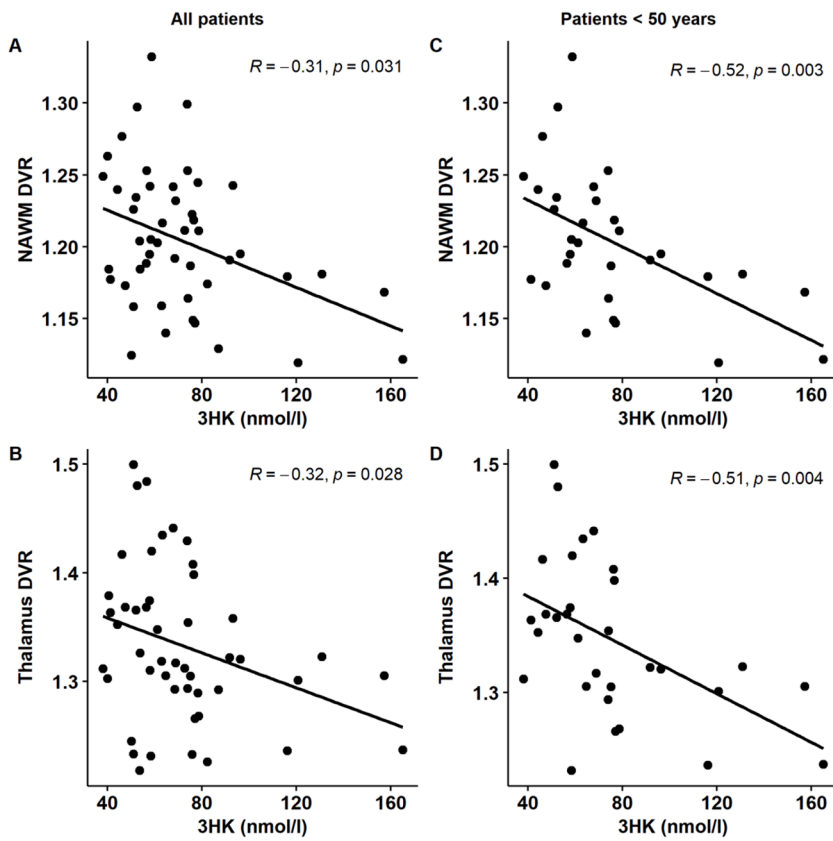 All patients
Patients < 50 years
A
R = −0.31, p = 0.031
1.30
1.25
1.20
1.15
NAWM DVR
40 80 120 160
3HK (nmol/l)
C
R = −0.52, p = 0.003
1.30
1.25
1.20
1.15
NAWM DVR
40 80 120 160
3HK (nmol/l)
B
R = −0.32, p = 0.028
1.5
1.4
1.3
Thalamus DVR
40 80 120 160
3HK (nmol/l)
D
R = −0.51, p = 0.004
1.5
1.4
1.3
Thalamus DVR
40 80 120 160
3HK (nmol/l)